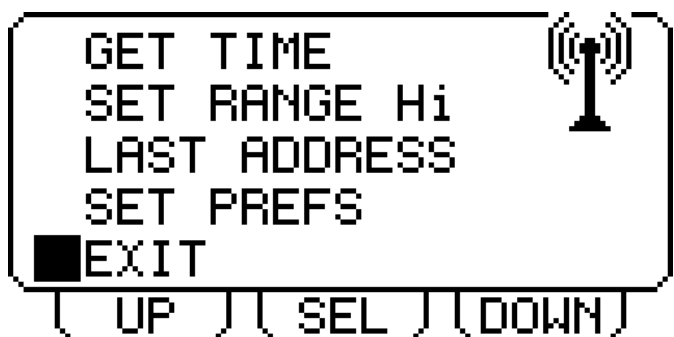 GET TIME
SET RANGE Hi
LAST ADDRESS
SET PREFS
EXIT
UP SEL DOWN